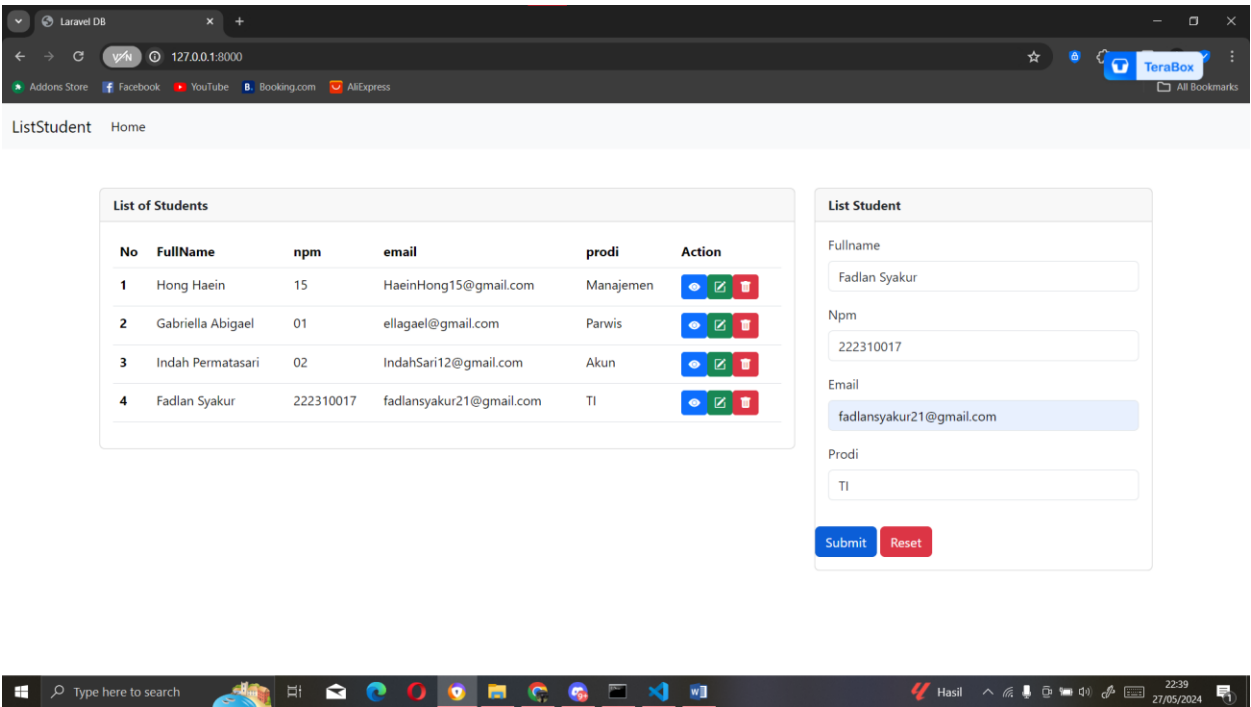 Laravel DB
VPN
127.0.0.1:8000
TeraBox
Addons Store Facebook YouTube B. Booking.com AliExpress All Bookmarks
ListStudent Home
List of Students
No FullName npm email prodi Action
1 Hong Haein 15 HaeinHong15@gmail.com Manajemen
2 Gabriella Abigael 01 ellagael@gmail.com Parwis
3 Indah Permatasari 02 IndahSari12@gmail.com Akun
4 Fadlan Syakur 222310017 fadlansyakur21@gmail.com TI
List Student
Fullname
Fadlan Syakur
Npm
222310017
Email
fadlansyakur21@gmail.com
Prodi
TI
Submit Reset
Type here to search
Hasil
22:39
27/05/2024